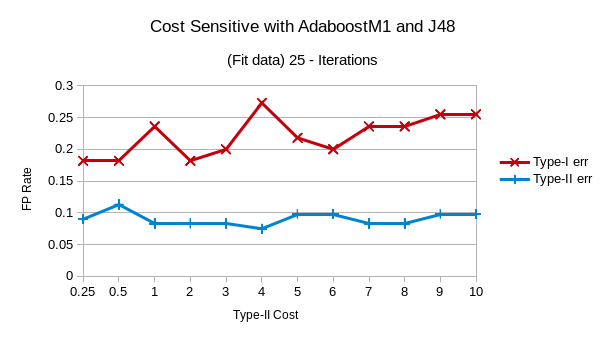 Cost Sensitive with AdaboostM1 and J48
(Fit data) 25 - Iterations
0.3
0.25
0.2
0.15
0.1
0.05
0
FP Rate
0.25 0.5 1 2 3 4 5 6 7 8 9 10
Type-II Cost
Type-I err
Type-II err